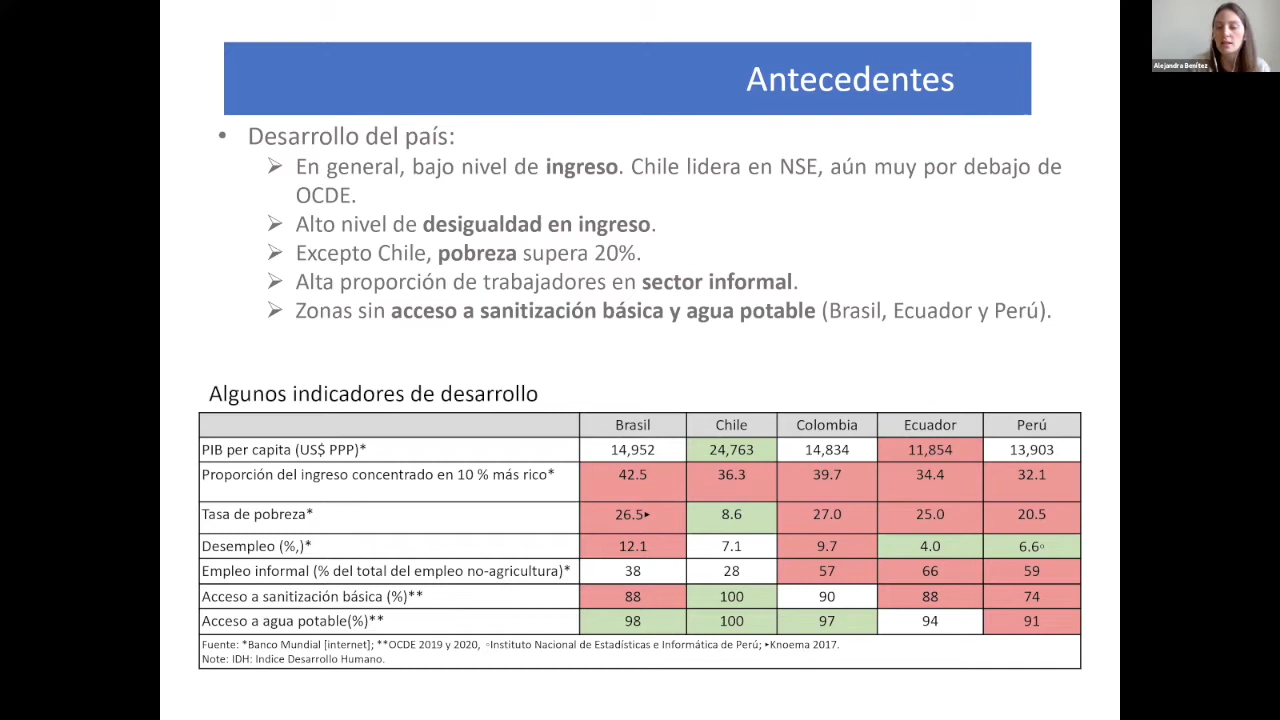 Antecedentes
Alejandra Benítez
• Desarrollo del país:
➢ En general, bajo nivel de ingreso. Chile lidera en NSE, aún muy por debajo de
OCDE.
➢ Alto nivel de desigualdad en ingreso.
➢ Excepto Chile, pobreza supera 20%.
➢ Alta proporción de trabajadores en sector informal.
➢ Zonas sin acceso a sanitización básica y agua potable (Brasil, Ecuador y Perú).
Algunos indicadores de desarrollo
Brasil Chile Colombia Ecuador Perú
PIB per capita (US$ PPP)* 14,952 24,763 14,834 11,854 13,903
Proporción del ingreso concentrado en 10 % más rico* 42.5 36.3 39.7 34.4 32.1
Tasa de pobreza* 26.5▸ 8.6 27.0 25.0 20.5
Desempleo (%,)* 12.1 7.1 9.7 4.0 6.6▫
Empleo informal (% del total del empleo no-agricultura)* 38 28 57 66 59
Acceso a sanitización básica (%)** 88 100 90 88 74
Acceso a agua potable(%)** 98 100 97 94 91
Fuente: *Banco Mundial [internet]; **OCDE 2019 y 2020, ▫Instituto Nacional de Estadísticas e Informática de Perú; ▸Knoema 2017.
Note: IDH: Indice Desarrollo Humano.